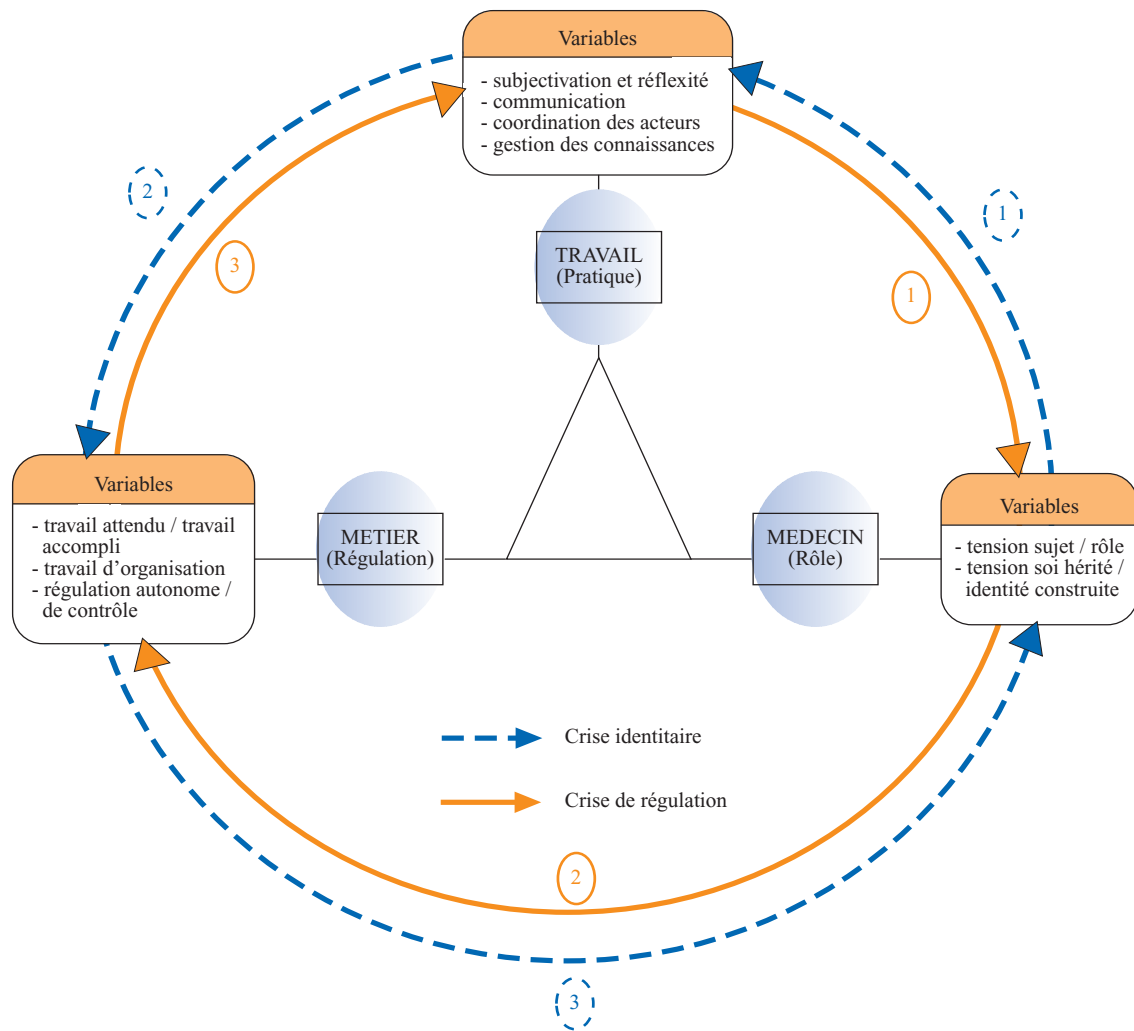 Variables
- subjectivation et réflexité
- communication
- coordination des acteurs
- gestion des connaissances
2
1
3
1
TRAVAIL
(Pratique)
Variables
- travail attendu / travail
accompli
- travail d'organisation
- régulation autonome /
de contrôle
METIER
(Régulation)
MEDECIN
(Rôle)
Variables
- tension sujet / rôle
- tension soi hérité /
identité construite
Crise identitaire
Crise de régulation
2
3